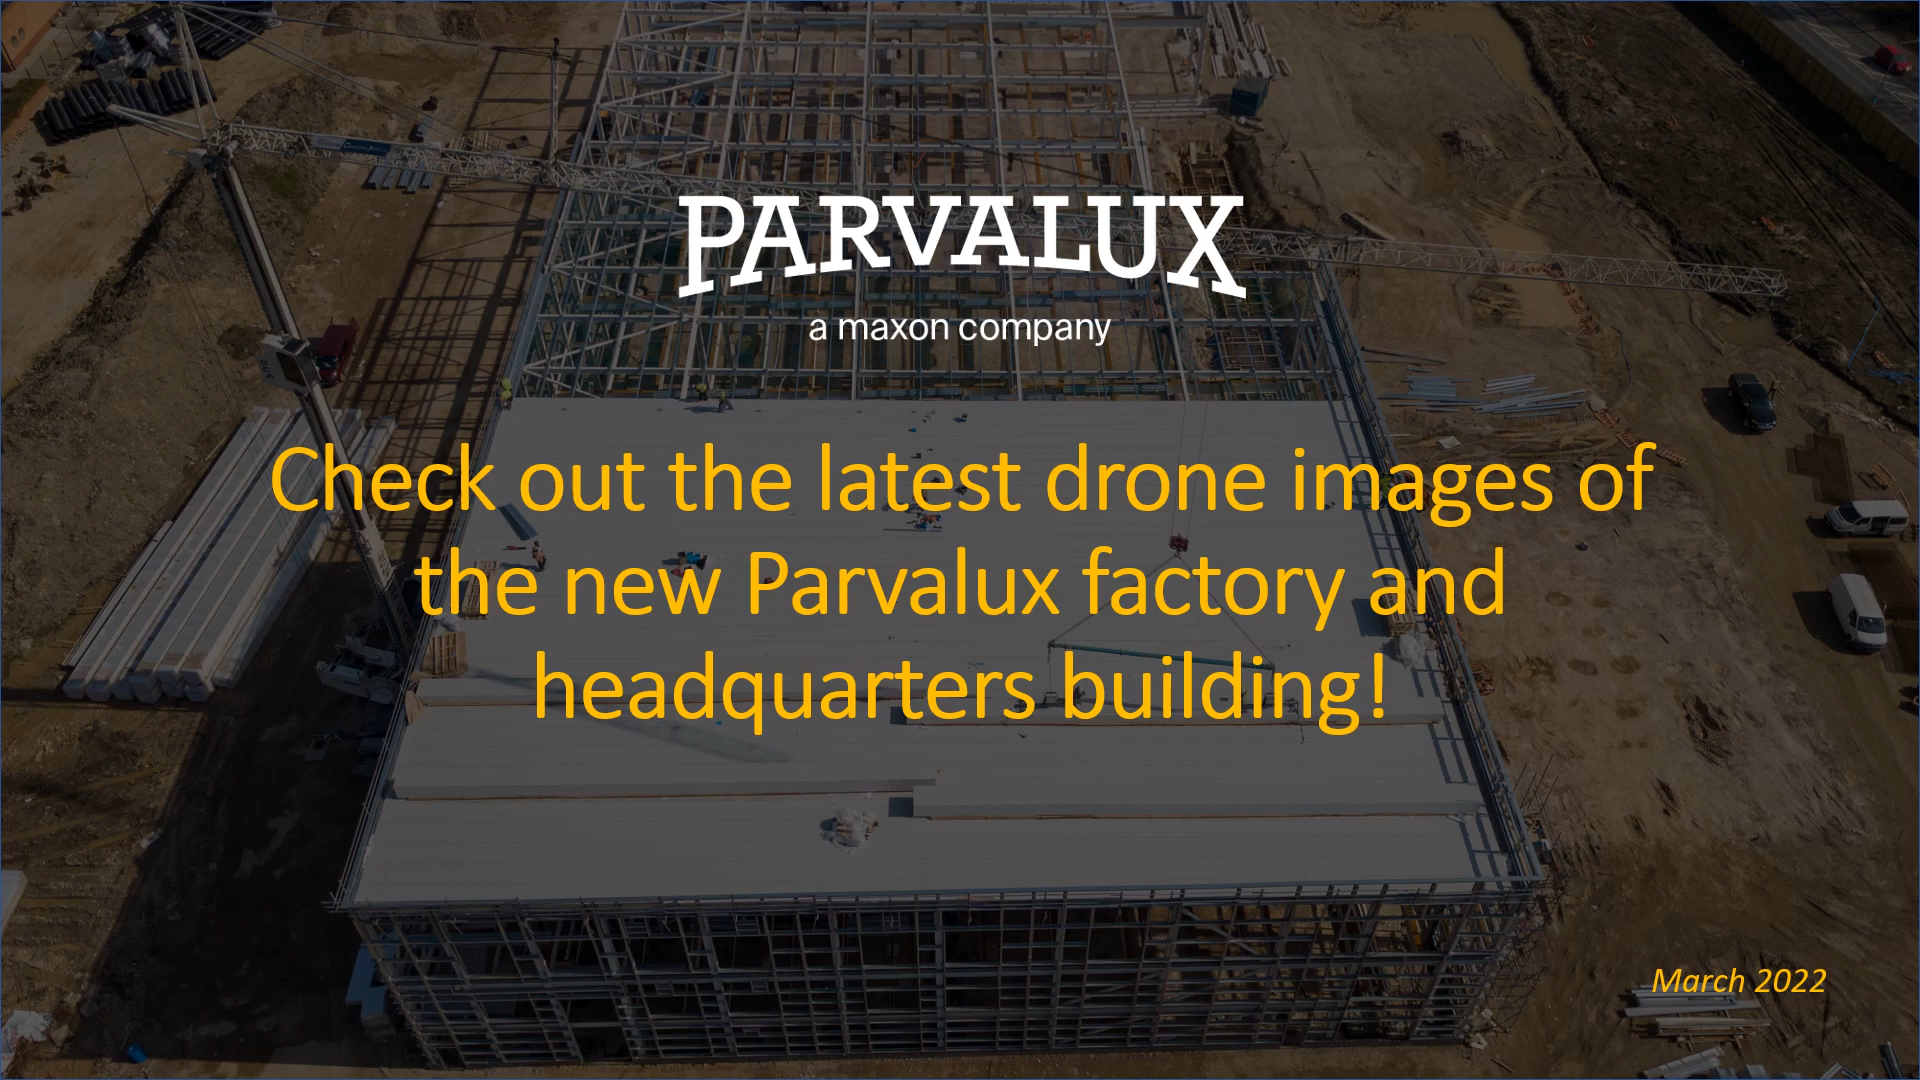 PARVALUX
a maxon company
Check out the latest drone images of
the new Parvalux factory and
headquarters building!
March 2022